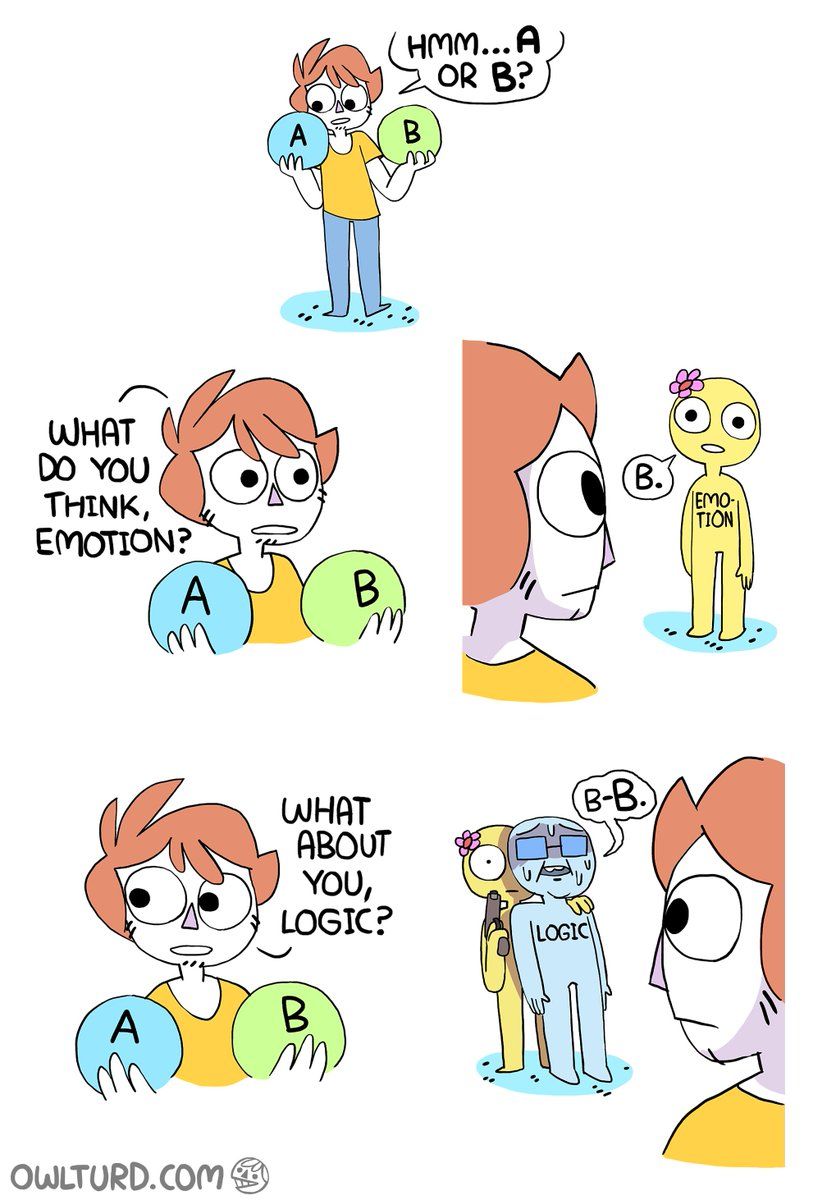 HMM...A
OR B?
A
B
WHAT
DO YOU
THINK,
EMOTION?
A
B
B.
EMO-
TION
WHAT
ABOUT
YOU,
LOGIC?
A
B
B-B.
LOGIC
OWLTURD.COM